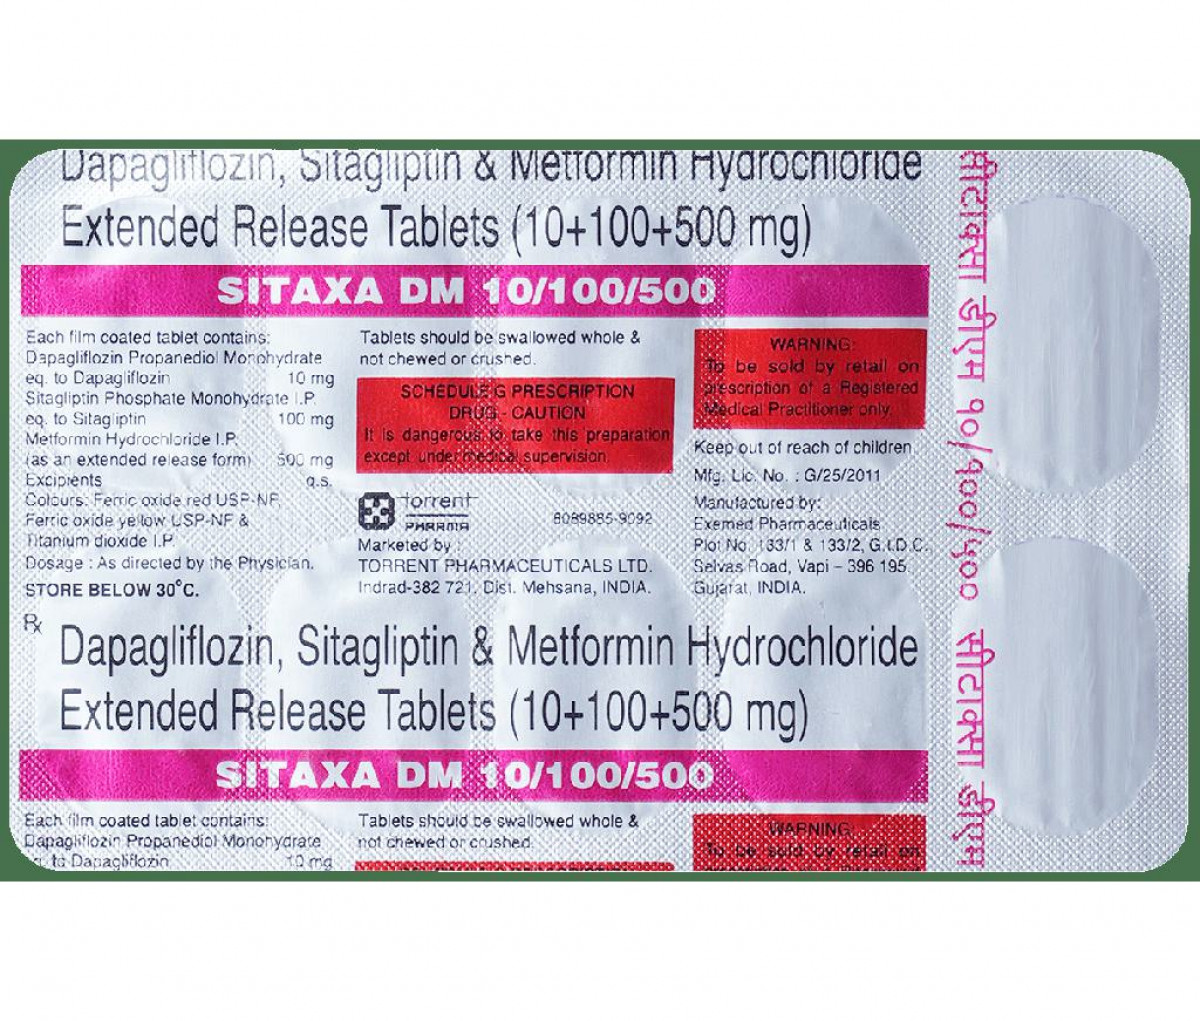 Dapagliflozin, Sitagliptin & Metformin Hydrochloride
Extended Release Tablets (10+100+500 mg)
SITAXA DM 10/100/500
Each film coated tablet contains:
Dapagliflozin Propanediol Monohydrate
eq. to Dapagliflozin 10 mg
Sitagliptin Phosphate Monohydrate I.P.
eq. to Sitagliptin 100 mg
Metformin Hydrochloride I.P.
(as an extended release form) 500 mg
Excipients q.s.
Colours: Ferric oxide red USP-NF,
Ferric oxide yellow USP-NF &
Titanium dioxide I.P.
Dosage : As directed by the Physician.
STORE BELOW 30°C.
Tablets should be swallowed whole &
not chewed or crushed.
SCHEDULE G PRESCRIPTION
DRUG - CAUTION
It is dangerous to take this preparation
except under medical supervision.
torrent
PHARMA
8089885-9092
Marketed by :
TORRENT PHARMACEUTICALS LTD.
Indrad-382 721, Dist. Mehsana, INDIA.
WARNING:
To be sold by retail on
prescription of a Registered
Medical Practitioner only.
Keep out of reach of children.
Mfg. Lic. No. : G/25/2011
Manufactured by:
Exemed Pharmaceuticals
Plot No. 133/1 & 133/2, G.I.D.C.,
Selvas Road, Vapi – 396 195.
Gujarat, INDIA.
Rx
Dapagliflozin, Sitagliptin & Metformin Hydrochloride
Extended Release Tablets (10+100+500 mg)
SITAXA DM 10/100/500
Each film coated tablet contains:
Dapagliflozin Propanediol Monohydrate
eq. to Dapagliflozin 10 mg
Tablets should be swallowed whole &
not chewed or crushed.
WARNING:
To be sold by retail on
सीटाक्सा डीएम १०/१००/५००
सीटाक्सा डीएम